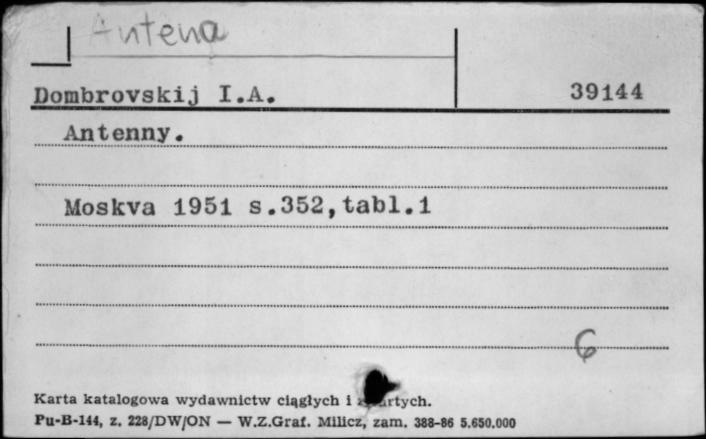 Antena
Dombrovskij I.A. 39144
Antenny.
Moskva 1951 s.352,tabl.1
6
Karta katalogowa wydawnictw ciągłych i
Pu-B-144, z. 228/DW/ON — W.Z.Graf. Milicz, zam. 388-86 5.650.000